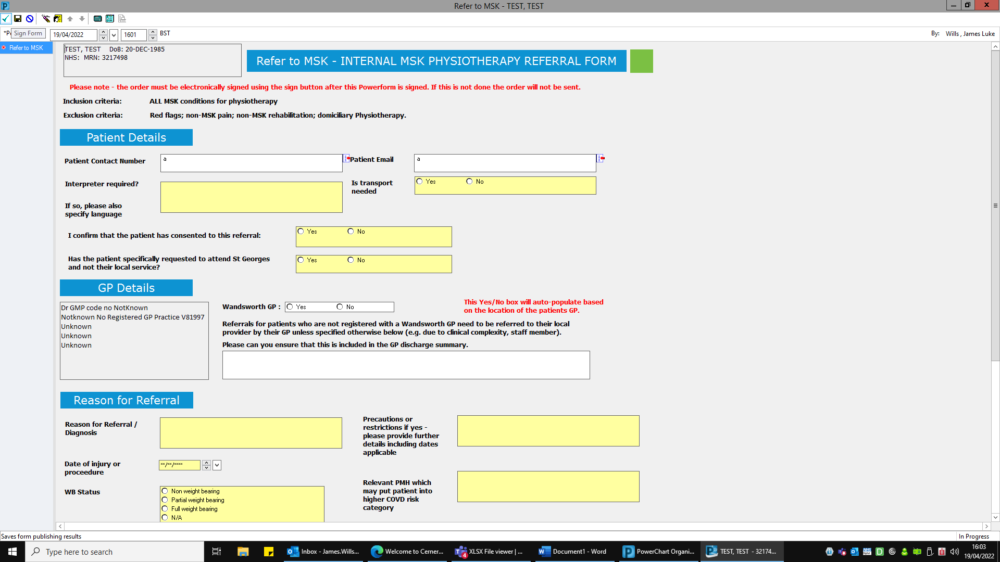 Refer to MSK - TEST, TEST
Sign Form
19/04/2022
1601
BST
By: Wills , James Luke
Refer to MSK
TEST, TEST DoB: 20-DEC-1985
NHS: MRN: 3217498
Refer to MSK - INTERNAL MSK PHYSIOTHERAPY REFERRAL FORM
Please note - the order must be electronically signed using the sign button after this Powerform is signed. If this is not done the order will not be sent.
Inclusion criteria: ALL MSK conditions for physiotherapy
Exclusion criteria: Red flags; non-MSK pain; non-MSK rehabilitation; domiciliary Physiotherapy.
Patient Details
Patient Contact Number
a
Patient Email
a
Interpreter required?
If so, please also
specify language
Is transport
needed
Yes No
I confirm that the patient has consented to this referral:
Yes No
Has the patient specifically requested to attend St Georges
and not their local service?
Yes No
GP Details
Dr GMP code no NotKnown
Notknown No Registered GP Practice V81997
Unknown
Unknown
Unknown
Wandsworth GP : Yes No
This Yes/No box will auto-populate based
on the location of the patients GP.
Referrals for patients who are not registered with a Wandsworth GP need to be referred to their local
provider by their GP unless specified otherwise below (e.g. due to clinical complexity, staff member).
Please can you ensure that this is included in the GP discharge summary.
Reason for Referral
Reason for Referral /
Diagnosis
Precautions or
restrictions if yes -
please provide further
details including dates
applicable
Date of injury or
proceedure
**/**/****
WB Status
Non weight bearing
Partial weight bearing
Full weight bearing
N/A
Relevant PMH which
may put patient into
higher COVD risk
category
Saves form publishing results
In Progress
Type here to search
Inbox - James.Wills...
Welcome to Cerner...
4
XLSX File viewer | ...
Document1 - Word
PowerChart Organi...
TEST, TEST - 32174...
16:03
19/04/2022